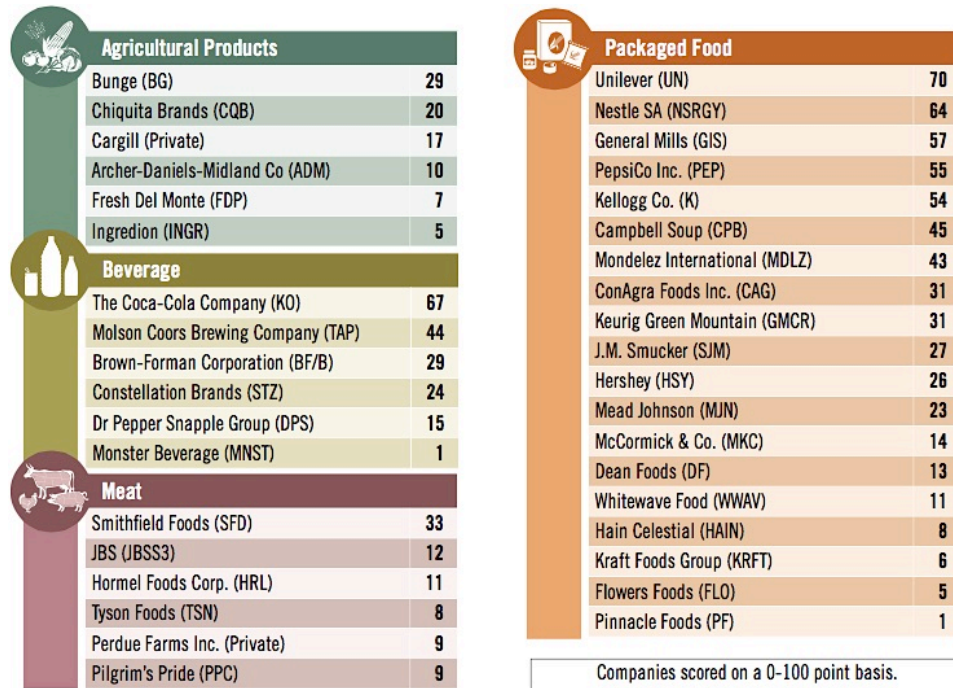 Agricultural Products
Bunge (BG) 29
Chiquita Brands (CQB) 20
Cargill (Private) 17
Archer-Daniels-Midland Co (ADM) 10
Fresh Del Monte (FDP) 7
Ingredion (INGR) 5
Beverage
The Coca-Cola Company (KO) 67
Molson Coors Brewing Company (TAP) 44
Brown-Forman Corporation (BF/B) 29
Constellation Brands (STZ) 24
Dr Pepper Snapple Group (DPS) 15
Monster Beverage (MNST) 1
Meat
Smithfield Foods (SFD) 33
JBS (JBSS3) 12
Hormel Foods Corp. (HRL) 11
Tyson Foods (TSN) 8
Perdue Farms Inc. (Private) 9
Pilgrim's Pride (PPC) 9
Packaged Food
Unilever (UN) 70
Nestle SA (NSRGY) 64
General Mills (GIS) 57
PepsiCo Inc. (PEP) 55
Kellogg Co. (K) 54
Campbell Soup (CPB) 45
Mondelez International (MDLZ) 43
ConAgra Foods Inc. (CAG) 31
Keurig Green Mountain (GMCR) 31
J.M. Smucker (SJM) 27
Hershey (HSY) 26
Mead Johnson (MJN) 23
McCormick & Co. (MKC) 14
Dean Foods (DF) 13
Whitewave Food (WWAV) 11
Hain Celestial (HAIN) 8
Kraft Foods Group (KRFT) 6
Flowers Foods (FLO) 5
Pinnacle Foods (PF) 1
Companies scored on a 0-100 point basis.